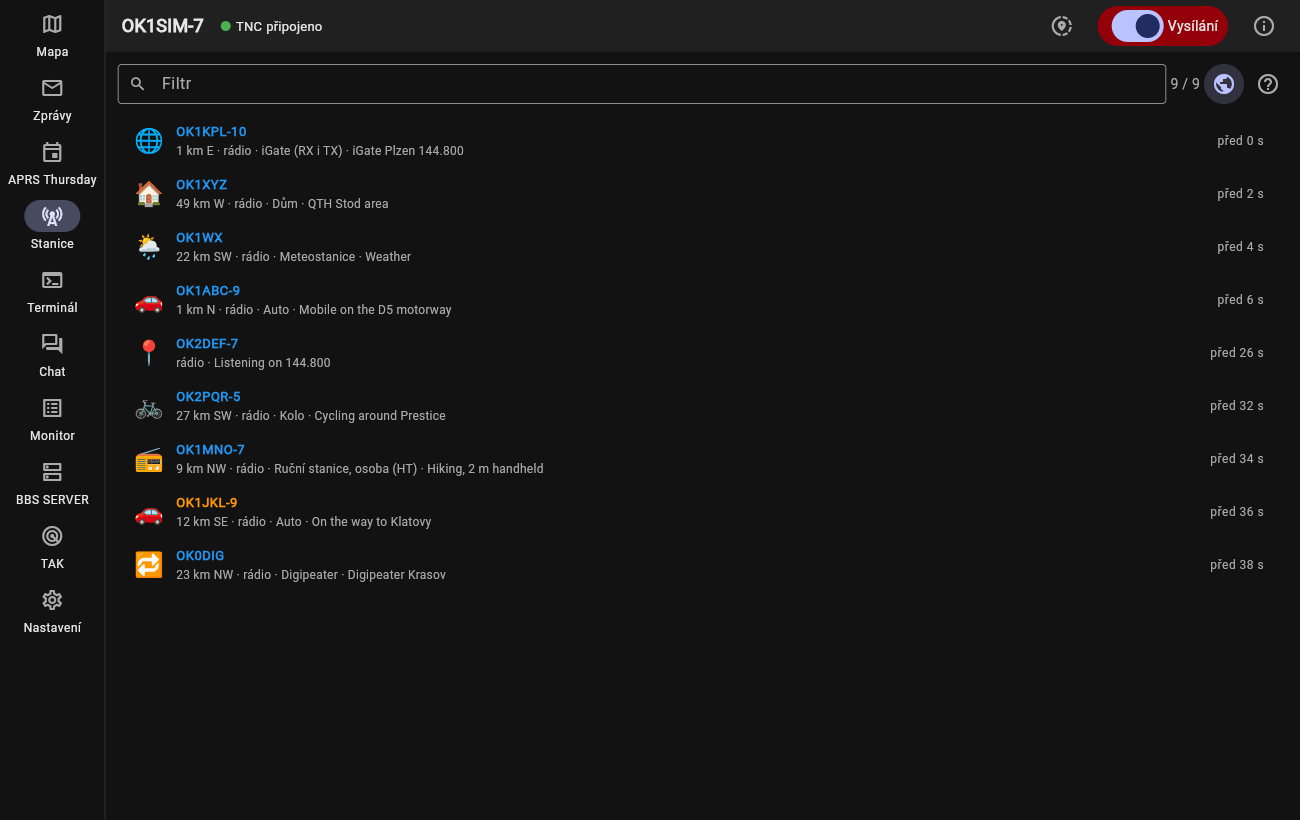 OK1SIM-7
TNC připojeno
Vysílání
Mapa
Zprávy
APRS Thursday
Stanice
Terminál
Chat
Monitor
BBS SERVER
TAK
Nastavení
Filtr
9 / 9
OK1KPL-10
1 km E · rádio · iGate (RX i TX) · iGate Plzen 144.800
před 0 s
OK1XYZ
49 km W · rádio · Dům · QTH Stod area
před 2 s
OK1WX
22 km SW · rádio · Meteostanice · Weather
před 4 s
OK1ABC-9
1 km N · rádio · Auto · Mobile on the D5 motorway
před 6 s
OK2DEF-7
rádio · Listening on 144.800
před 26 s
OK2PQR-5
27 km SW · rádio · Kolo · Cycling around Prestice
před 32 s
OK1MNO-7
9 km NW · rádio · Ruční stanice, osoba (HT) · Hiking, 2 m handheld
před 34 s
OK1JKL-9
12 km SE · rádio · Auto · On the way to Klatovy
před 36 s
OK0DIG
23 km NW · rádio · Digipeater · Digipeater Krasov
před 38 s